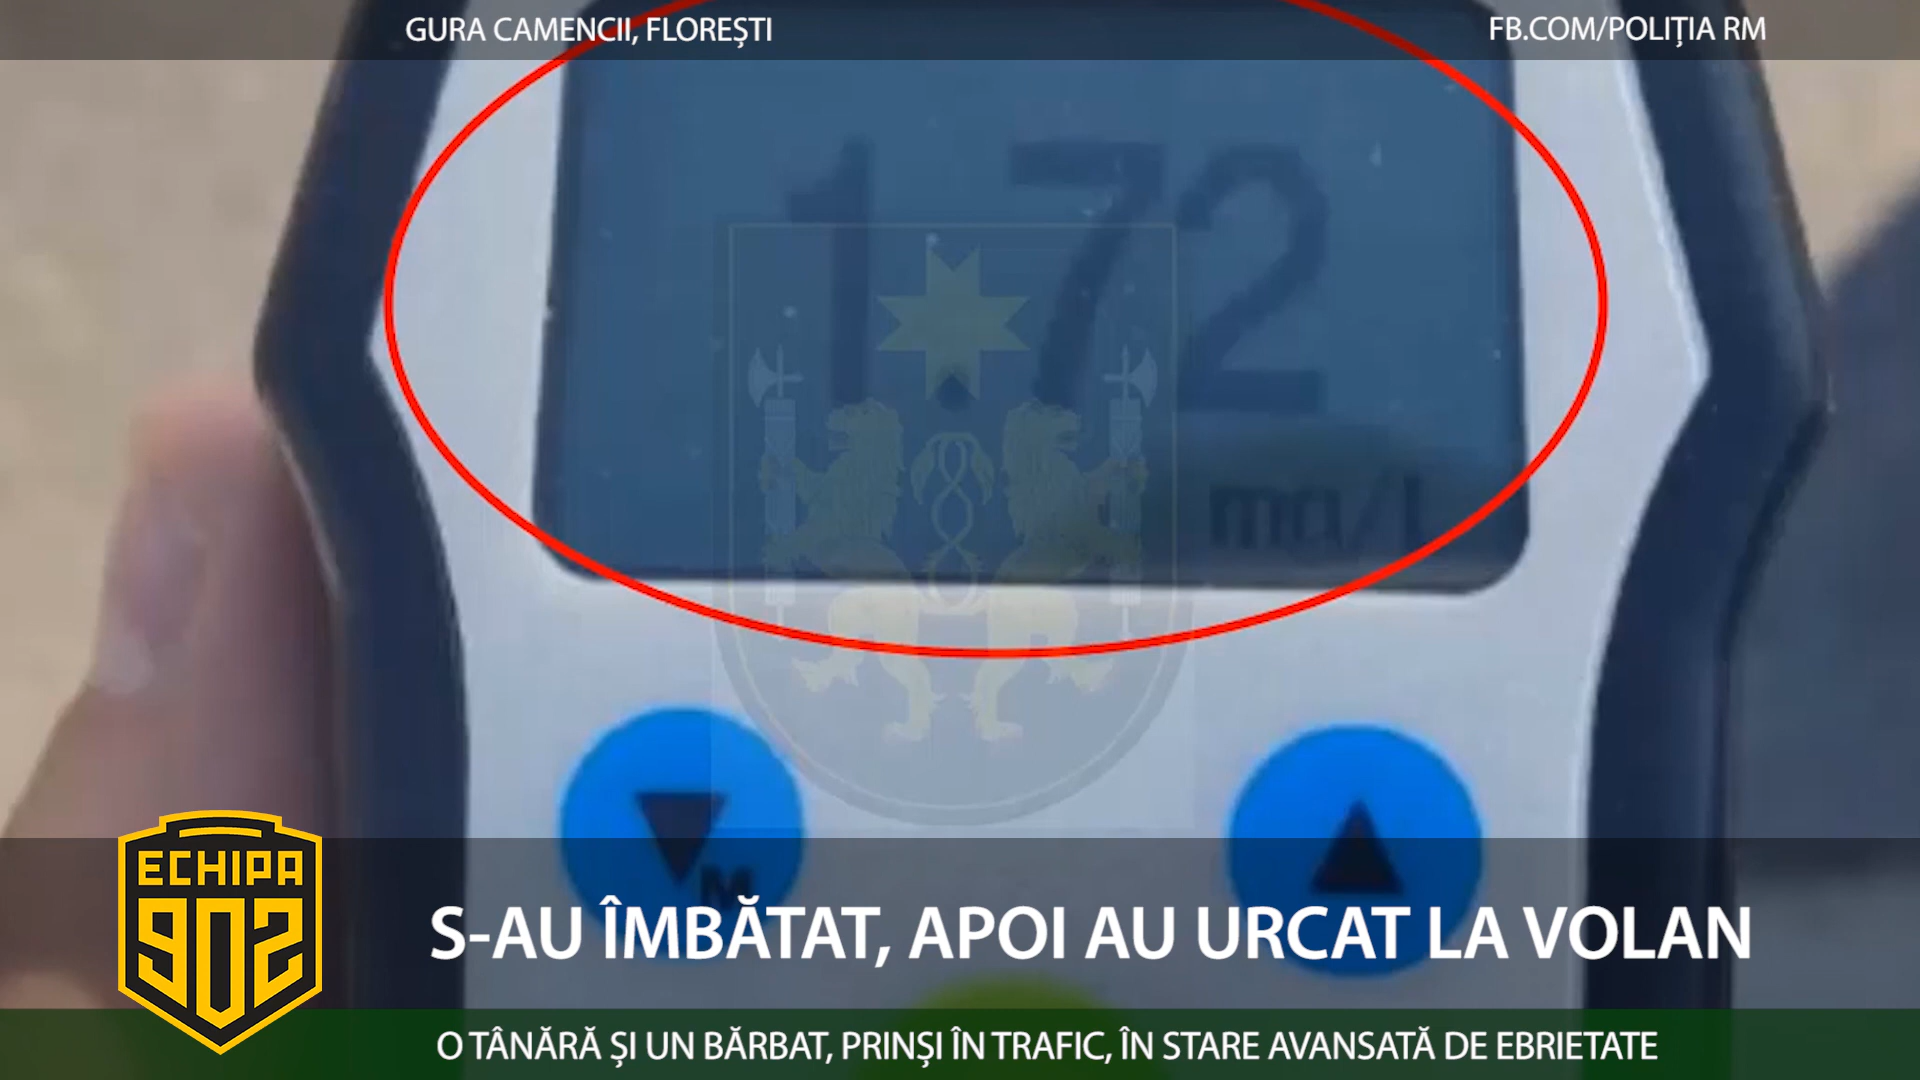 GURA CAMENCII, FLOREȘTI
FB.COM/POLIȚIA RM
1.72
mg/l
M
ECHIPA
902
S-AU ÎMBĂTAT, APOI AU URCAT LA VOLAN
O TÂNĂRĂ ȘI UN BĂRBAT, PRINȘI ÎN TRAFIC, ÎN STARE AVANSATĂ DE EBRIETATE